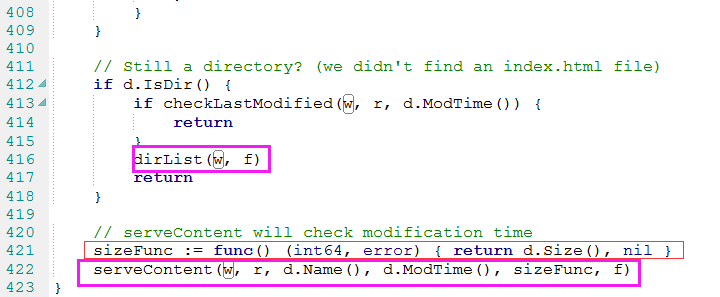 408 }
409 }
410
411 // Still a directory? (we didn't find an index.html file)
412 if d.IsDir() {
413 if checkLastModified(w, r, d.ModTime()) {
414 return
415 }
416 dirList(w, f)
417 return
418 }
419
420 // serveContent will check modification time
421 sizeFunc := func() (int64, error) { return d.Size(), nil }
422 serveContent(w, r, d.Name(), d.ModTime(), sizeFunc, f)
423 }